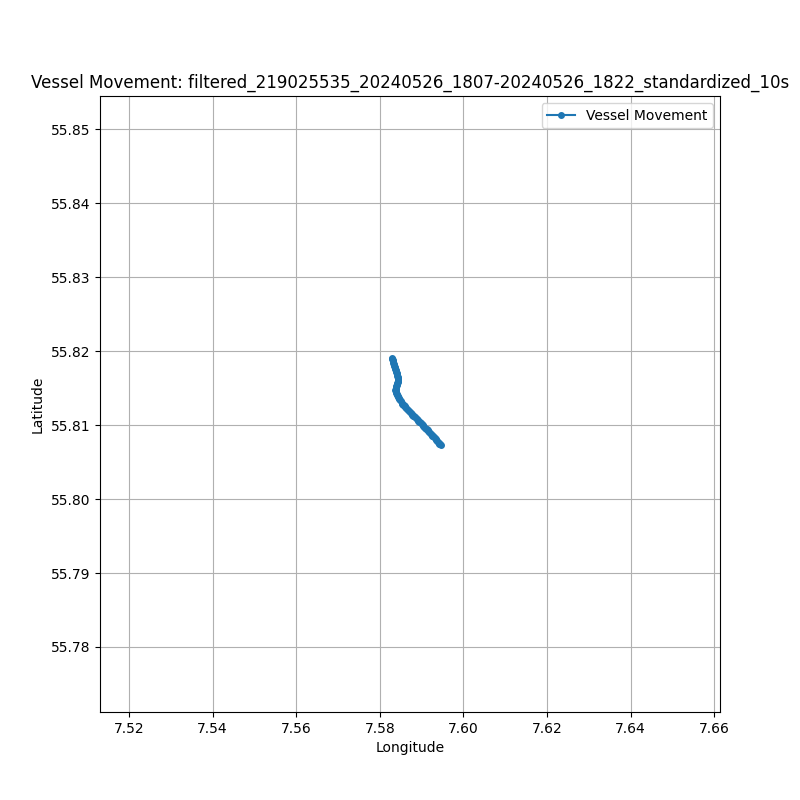 Vessel Movement: filtered_219025535_20240526_1807-20240526_1822_standardized_10s
Vessel Movement
55.85
55.84
55.83
55.82
55.81
55.80
55.79
55.78
Latitude
7.52 7.54 7.56 7.58 7.60 7.62 7.64 7.66
Longitude